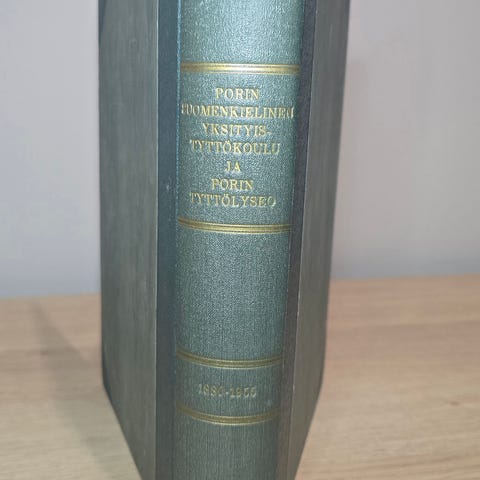 PORIN
SUOMENKIELINEN
YKSITYIS-
TYTTÖKOULU
JA
PORIN
TYTTÖLYSEO